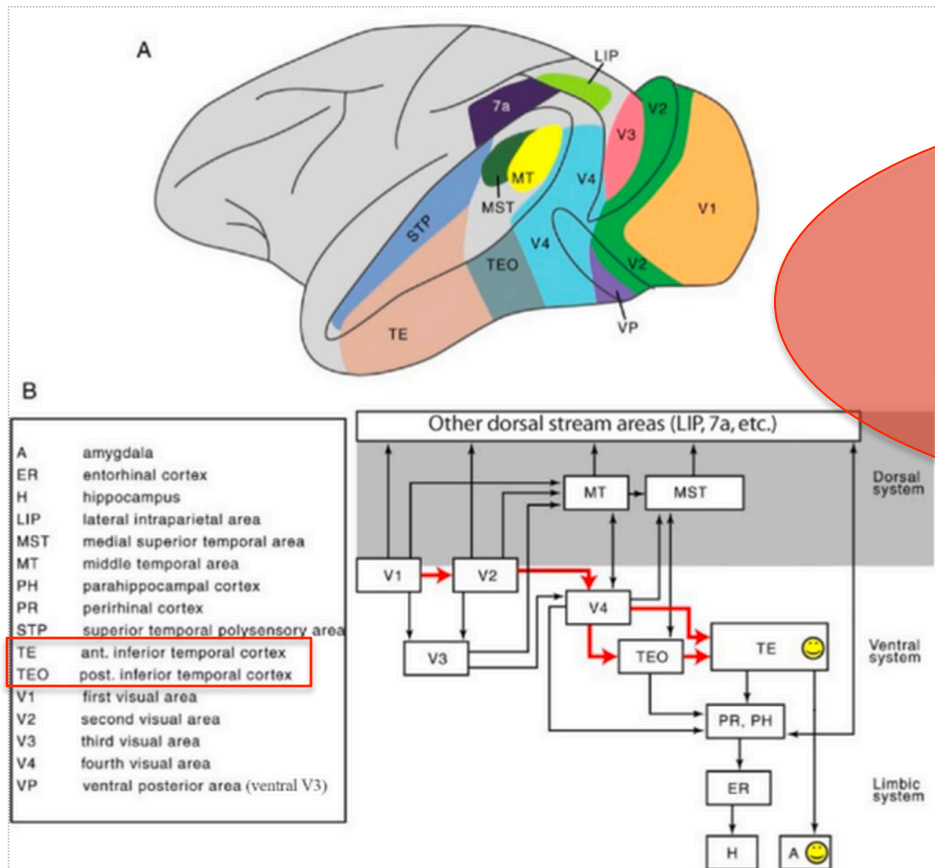 A
LIP
7a
V2
V3
MT
V4
MST
V1
STP
V4
TEO
V2
TE
VP
B
A amygdala
ER entorhinal cortex
H hippocampus
LIP lateral intraparietal area
MST medial superior temporal area
MT middle temporal area
PH parahippocampal cortex
PR perirhinal cortex
STP superior temporal polysensory area
TE ant. inferior temporal cortex
TEO post. inferior temporal cortex
V1 first visual area
V2 second visual area
V3 third visual area
V4 fourth visual area
VP ventral posterior area (ventral V3)
Other dorsal stream areas (LIP, 7a, etc.)
Dorsal
system
MT
MST
V1
V2
V4
V3
TEO
TE
Ventral
system
PR, PH
ER
Limbic
system
H
A